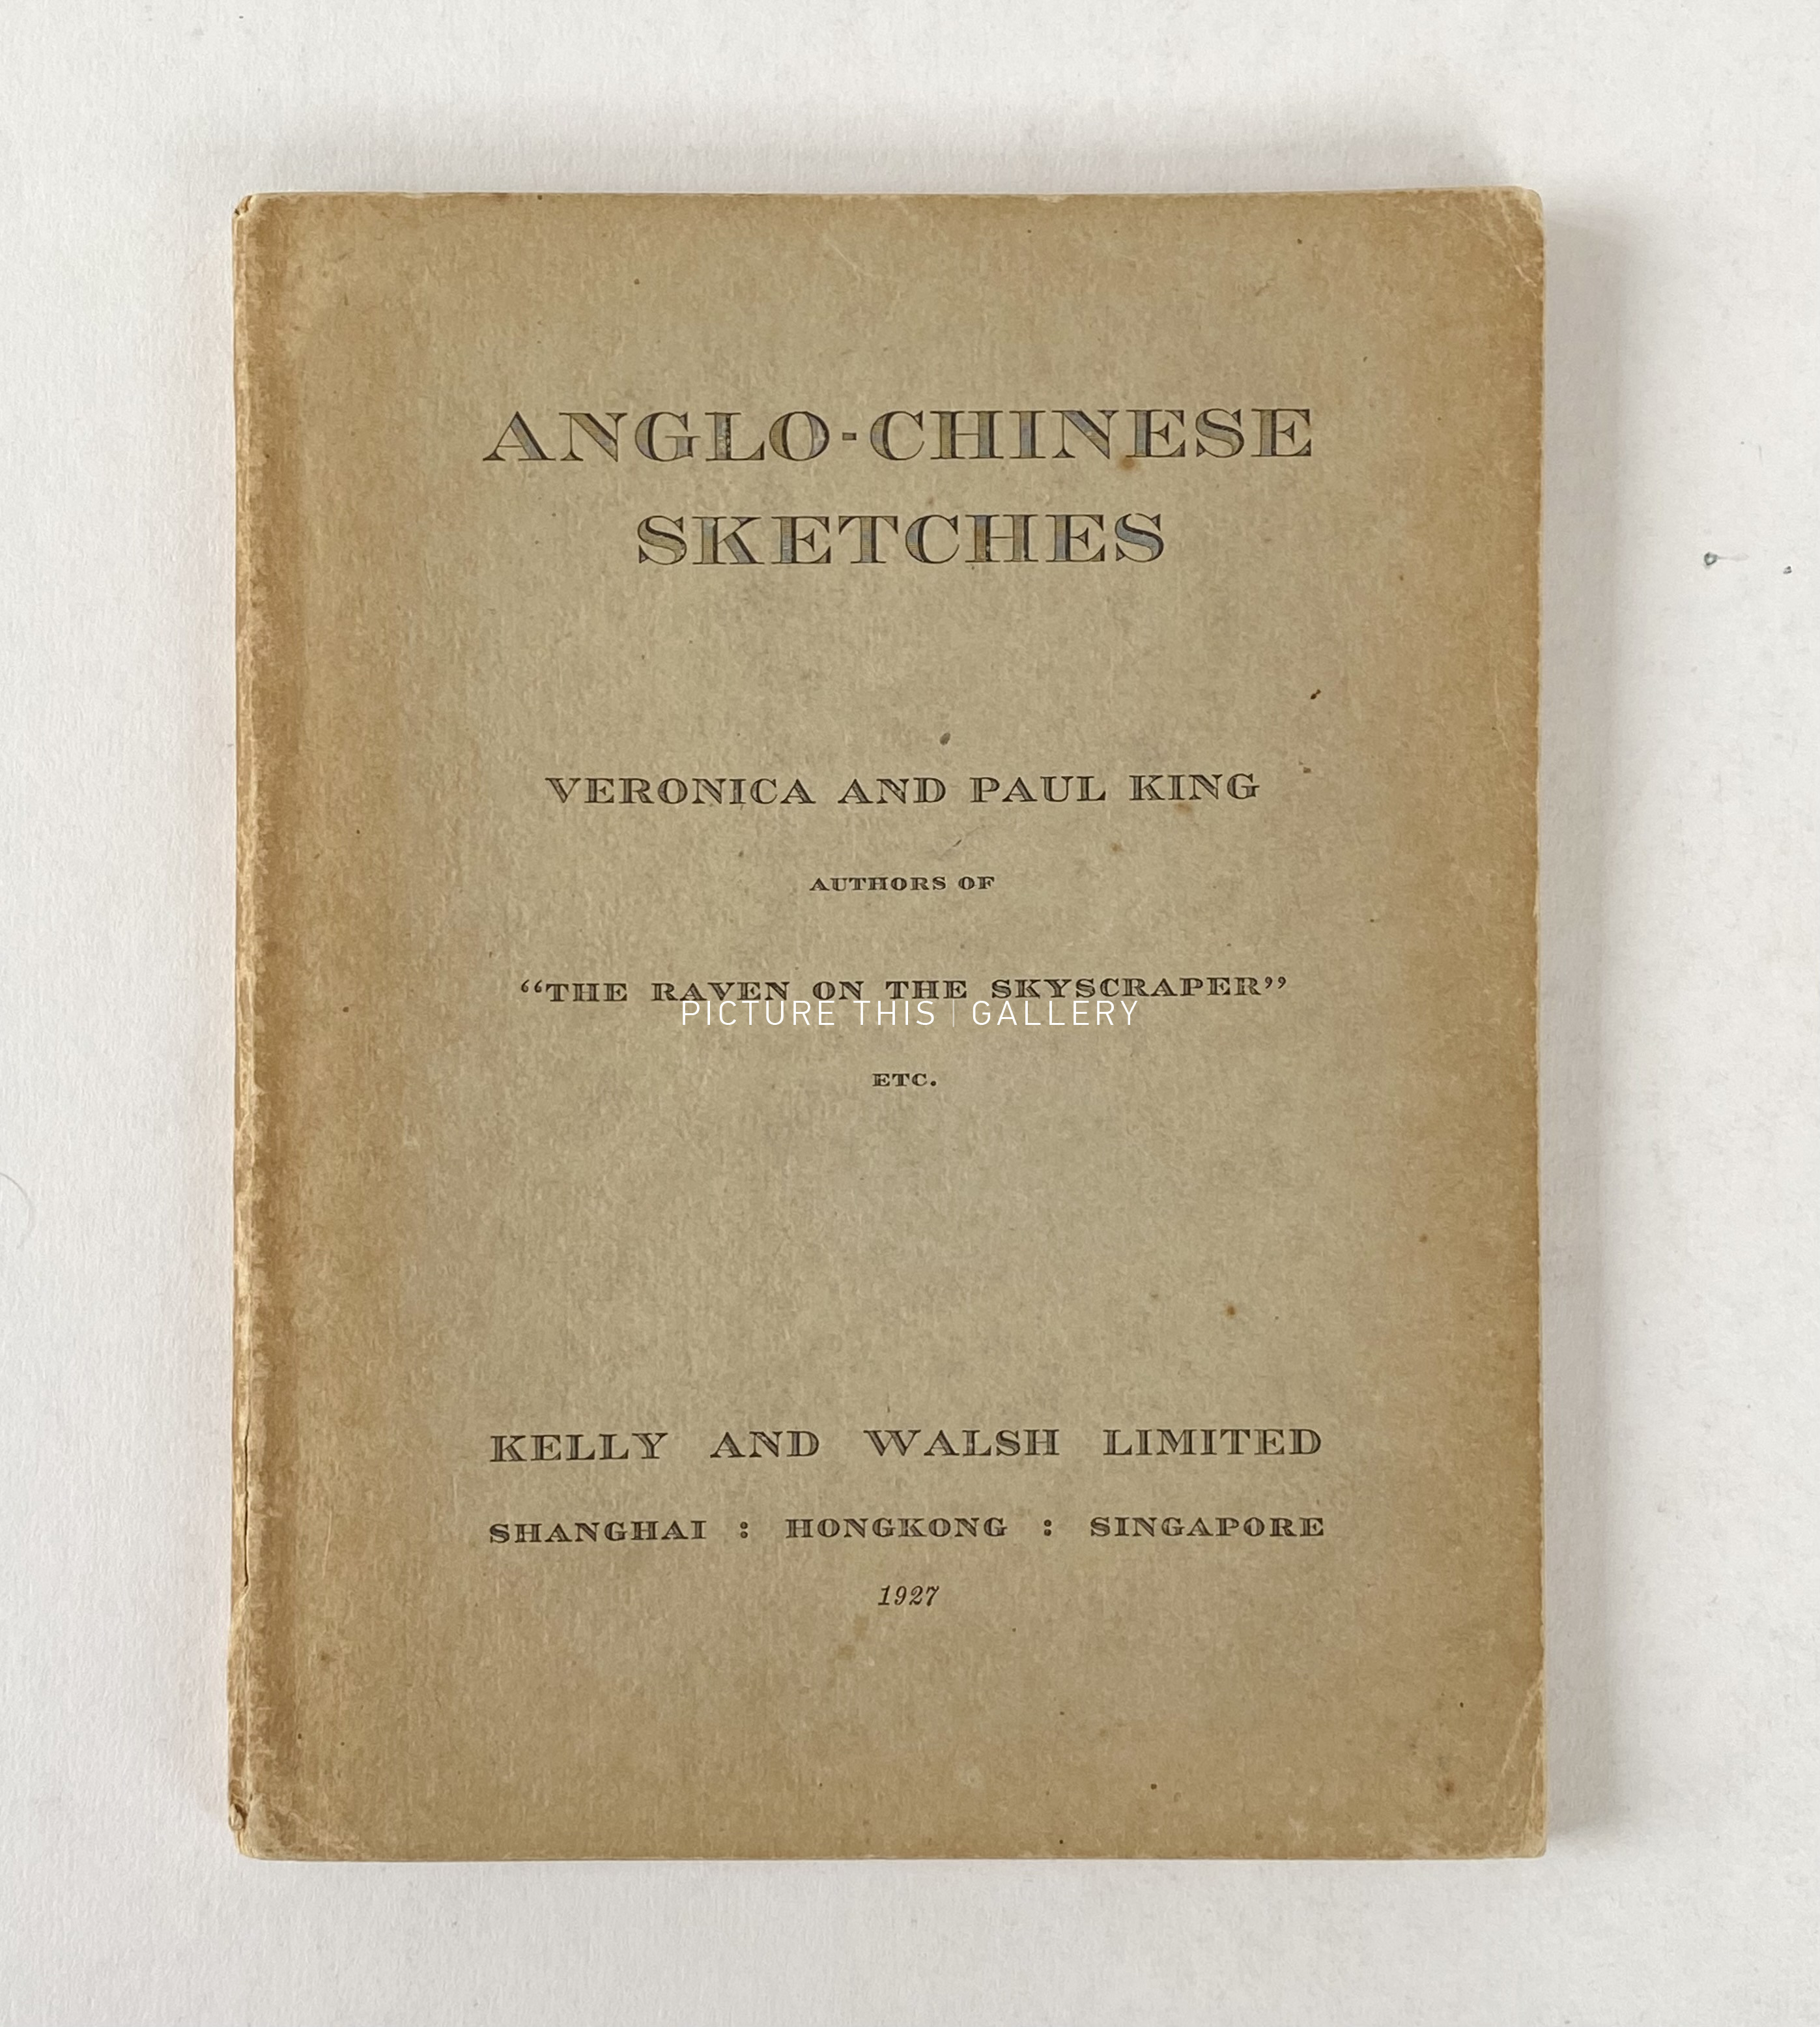 ANGLO-CHINESE
SKETCHES
VERONICA AND PAUL KING
AUTHORS OF
“THE RAVEN ON THE SKYSCRAPER”
PICTURE THIS | GALLERY
ETC.
KELLY AND WALSH LIMITED
SHANGHAI : HONGKONG : SINGAPORE
1927